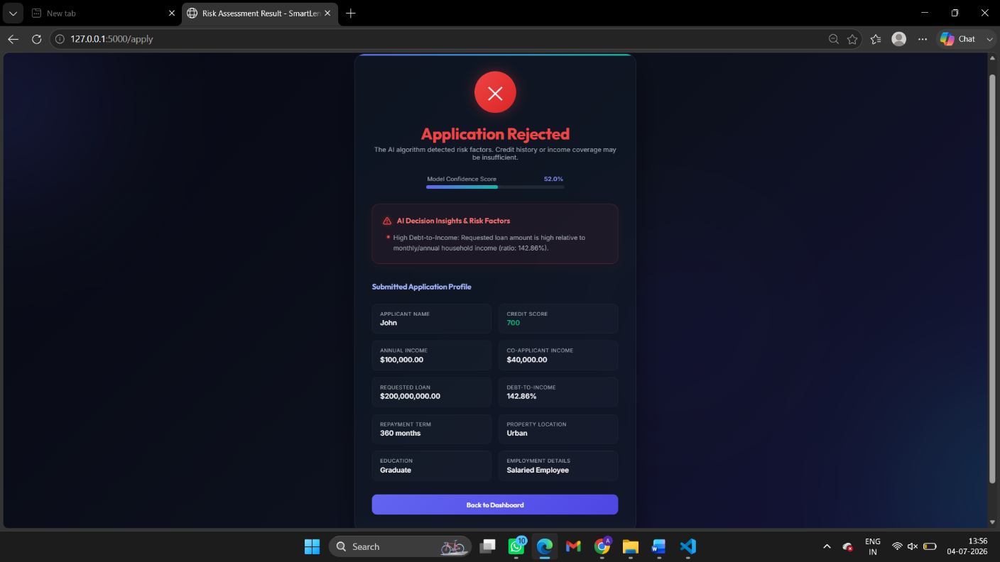 New tab
Risk Assessment Result - SmartLen
127.0.0.1:5000/apply
Chat
Application Rejected
The AI algorithm detected risk factors. Credit history or income coverage may
be insufficient.
Model Confidence Score
52.0%
AI Decision Insights & Risk Factors
High Debt-to-Income: Requested loan amount is high relative to
monthly/annual household income (ratio: 142.86%).
Submitted Application Profile
APPLICANT NAME
John
CREDIT SCORE
700
ANNUAL INCOME
$100,000.00
CO-APPLICANT INCOME
$40,000.00
REQUESTED LOAN
$200,000,000.00
DEBT-TO-INCOME
142.86%
REPAYMENT TERM
360 months
PROPERTY LOCATION
Urban
EDUCATION
Graduate
EMPLOYMENT DETAILS
Salaried Employee
Back to Dashboard
Search
10
A
W
ENG
IN
13:56
04-07-2026